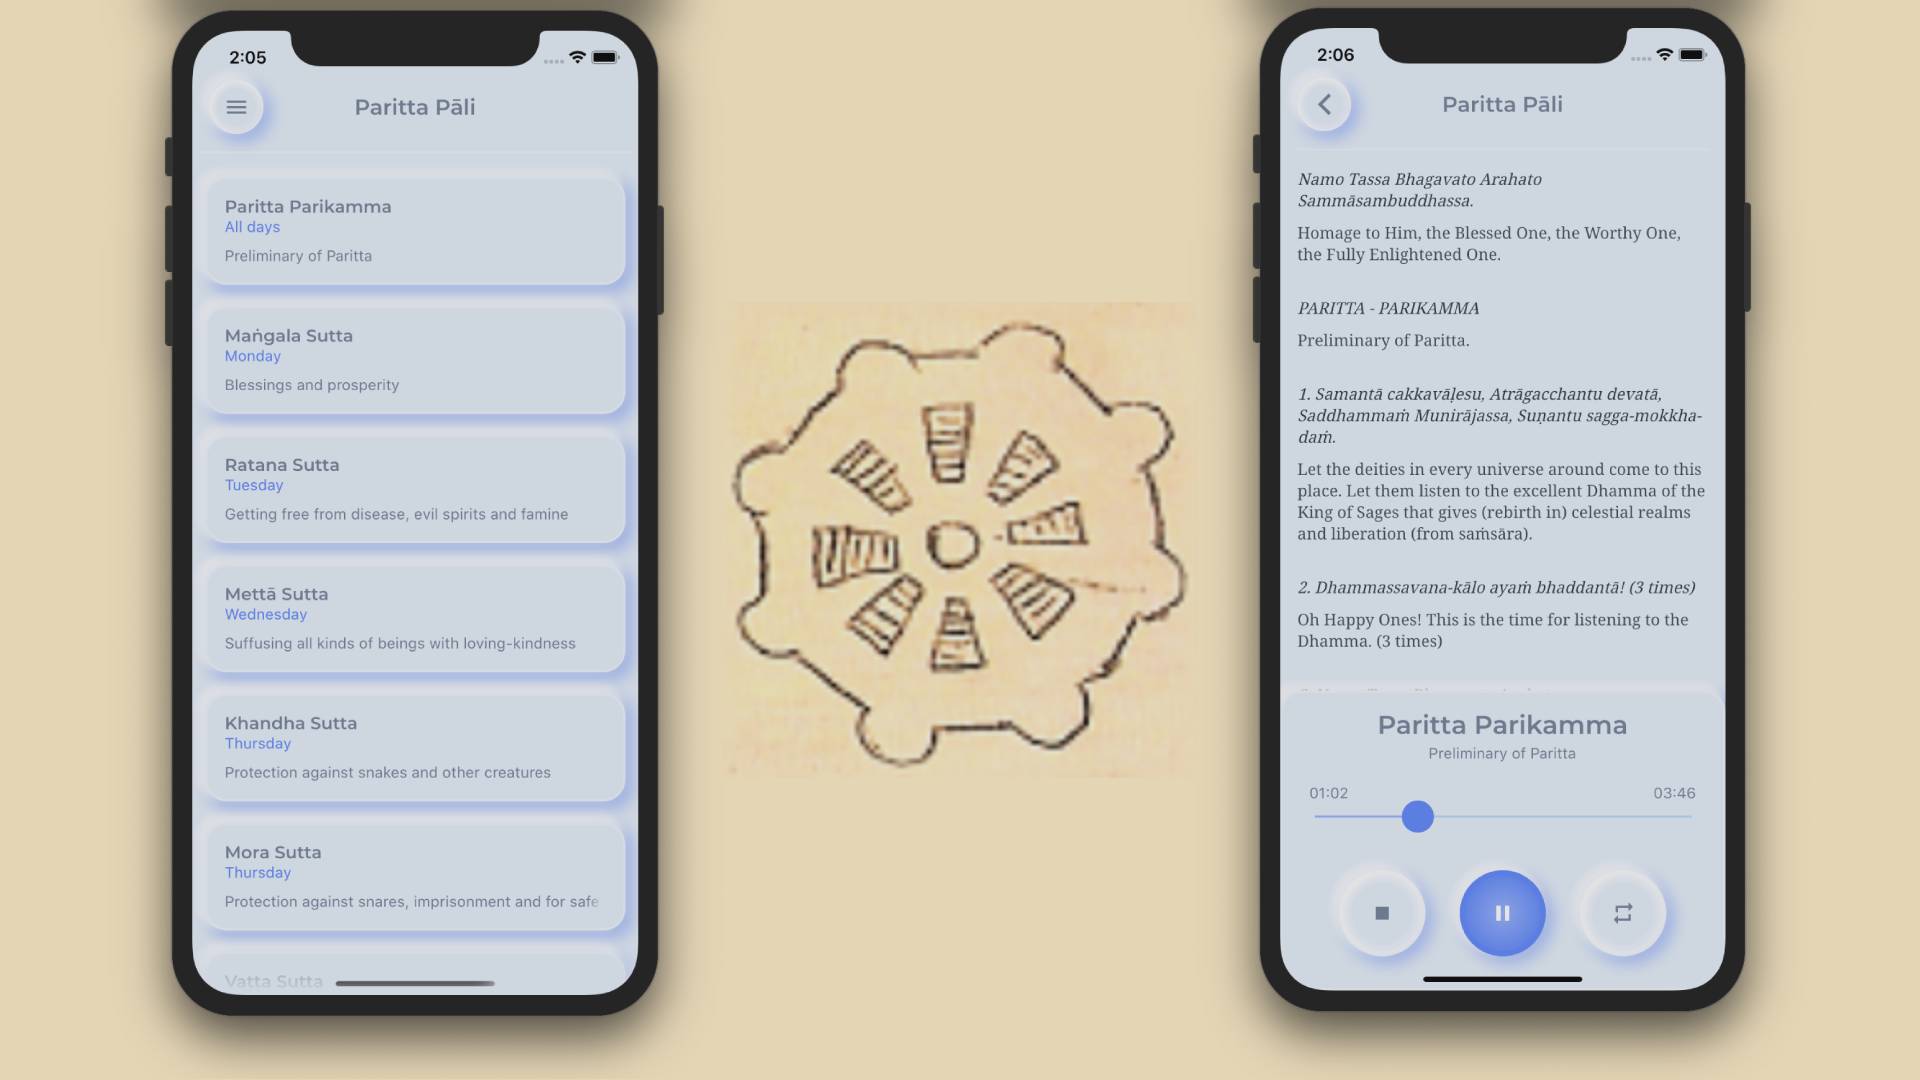 2:05
Paritta Pāli
Paritta Parikamma
All days
Preliminary of Paritta
Maṅgala Sutta
Monday
Blessings and prosperity
Ratana Sutta
Tuesday
Getting free from disease, evil spirits and famine
Mettā Sutta
Wednesday
Suffusing all kinds of beings with loving-kindness
Khandha Sutta
Thursday
Protection against snakes and other creatures
Mora Sutta
Thursday
Protection against snares, imprisonment and for safe
Vatta Sutta
2:06
Paritta Pāli
Namo Tassa Bhagavato Arahato
Sammāsambuddhassa.
Homage to Him, the Blessed One, the Worthy One,
the Fully Enlightened One.
PARITTA - PARIKAMMA
Preliminary of Paritta.
1. Samantā cakkavāḷesu, Atrāgacchantu devatā,
Saddhammaṁ Munirājassa, Suṇantu sagga-mokkha-
daṁ.
Let the deities in every universe around come to this
place. Let them listen to the excellent Dhamma of the
King of Sages that gives (rebirth in) celestial realms
and liberation (from saṁsāra).
2. Dhammassavana-kālo ayaṁ bhaddantā! (3 times)
Oh Happy Ones! This is the time for listening to the
Dhamma. (3 times)
Paritta Parikamma
Preliminary of Paritta
01:02
03:46